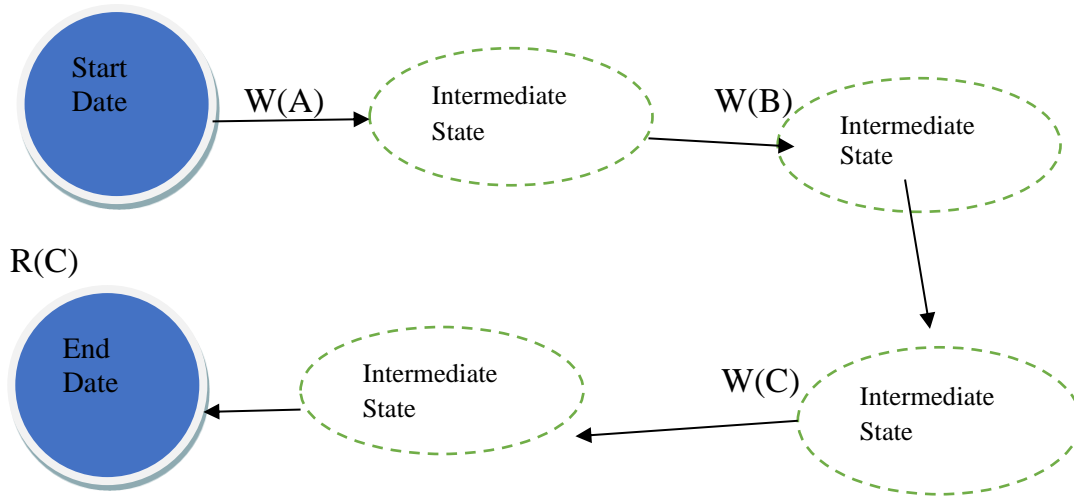 Start
Date
W(A)
Intermediate
State
W(B)
Intermediate
State
R(C)
End
Date
Intermediate
State
W(C)
Intermediate
State